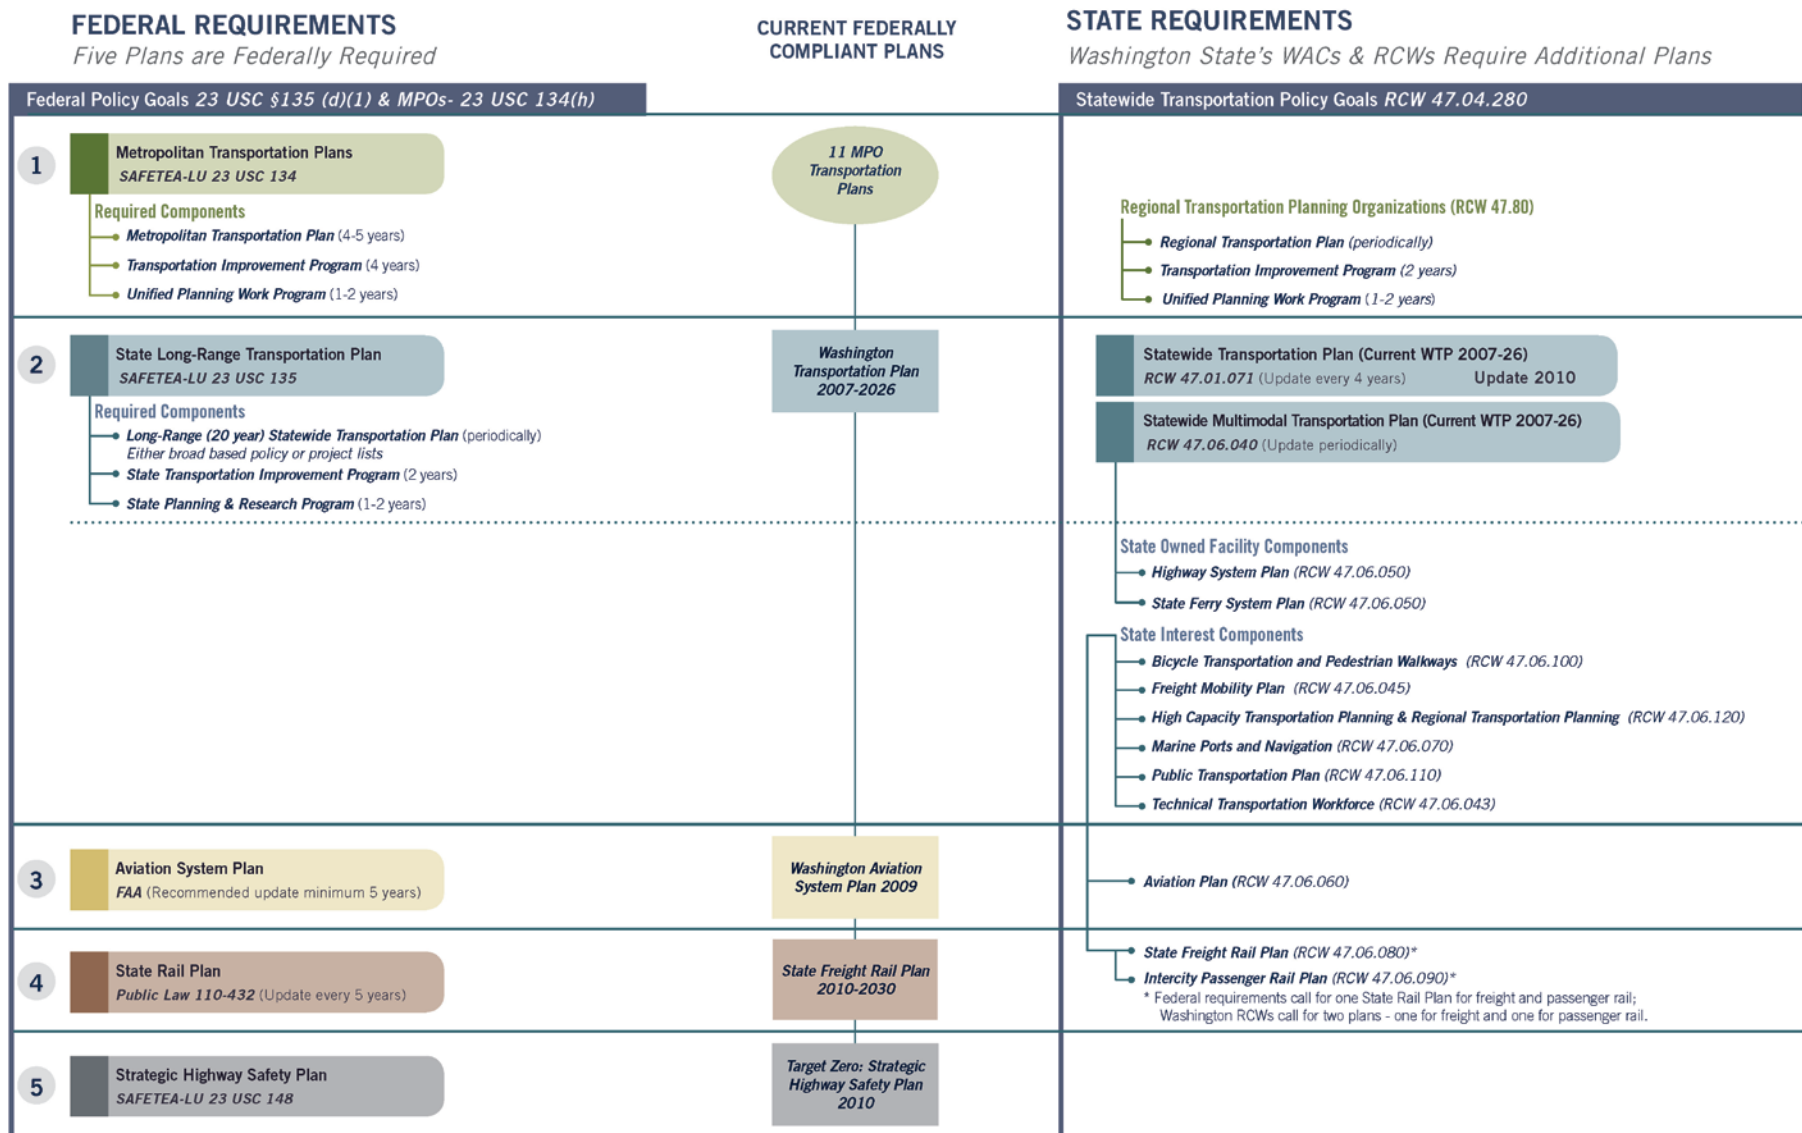 FEDERAL REQUIREMENTS
Five Plans are Federally Required
CURRENT FEDERALLY
COMPLIANT PLANS
STATE REQUIREMENTS
Washington State's WACs & RCWs Require Additional Plans
Federal Policy Goals 23 USC §135 (d)(1) & MPOs- 23 USC 134(h)
Statewide Transportation Policy Goals RCW 47.04.280
1
Metropolitan Transportation Plans
SAFETEA-LU 23 USC 134
Required Components
Metropolitan Transportation Plan (4-5 years)
Transportation Improvement Program (4 years)
Unified Planning Work Program (1-2 years)
11 MPO
Transportation
Plans
Regional Transportation Planning Organizations (RCW 47.80)
Regional Transportation Plan (periodically)
Transportation Improvement Program (2 years)
Unified Planning Work Program (1-2 years)
2
State Long-Range Transportation Plan
SAFETEA-LU 23 USC 135
Required Components
Long-Range (20 year) Statewide Transportation Plan (periodically)
Either broad based policy or project lists
State Transportation Improvement Program (2 years)
State Planning & Research Program (1-2 years)
Washington
Transportation Plan
2007-2026
Statewide Transportation Plan (Current WTP 2007-26)
RCW 47.01.071 (Update every 4 years) Update 2010
Statewide Multimodal Transportation Plan (Current WTP 2007-26)
RCW 47.06.040 (Update periodically)
State Owned Facility Components
Highway System Plan (RCW 47.06.050)
State Ferry System Plan (RCW 47.06.050)
State Interest Components
Bicycle Transportation and Pedestrian Walkways (RCW 47.06.100)
Freight Mobility Plan (RCW 47.06.045)
High Capacity Transportation Planning & Regional Transportation Planning (RCW 47.06.120)
Marine Ports and Navigation (RCW 47.06.070)
Public Transportation Plan (RCW 47.06.110)
Technical Transportation Workforce (RCW 47.06.043)
3
Aviation System Plan
FAA (Recommended update minimum 5 years)
Washington Aviation
System Plan 2009
Aviation Plan (RCW 47.06.060)
4
State Rail Plan
Public Law 110-432 (Update every 5 years)
State Freight Rail Plan
2010-2030
State Freight Rail Plan (RCW 47.06.080)*
Intercity Passenger Rail Plan (RCW 47.06.090)*
* Federal requirements call for one State Rail Plan for freight and passenger rail;
Washington RCWs call for two plans - one for freight and one for passenger rail.
5
Strategic Highway Safety Plan
SAFETEA-LU 23 USC 148
Target Zero: Strategic
Highway Safety Plan
2010